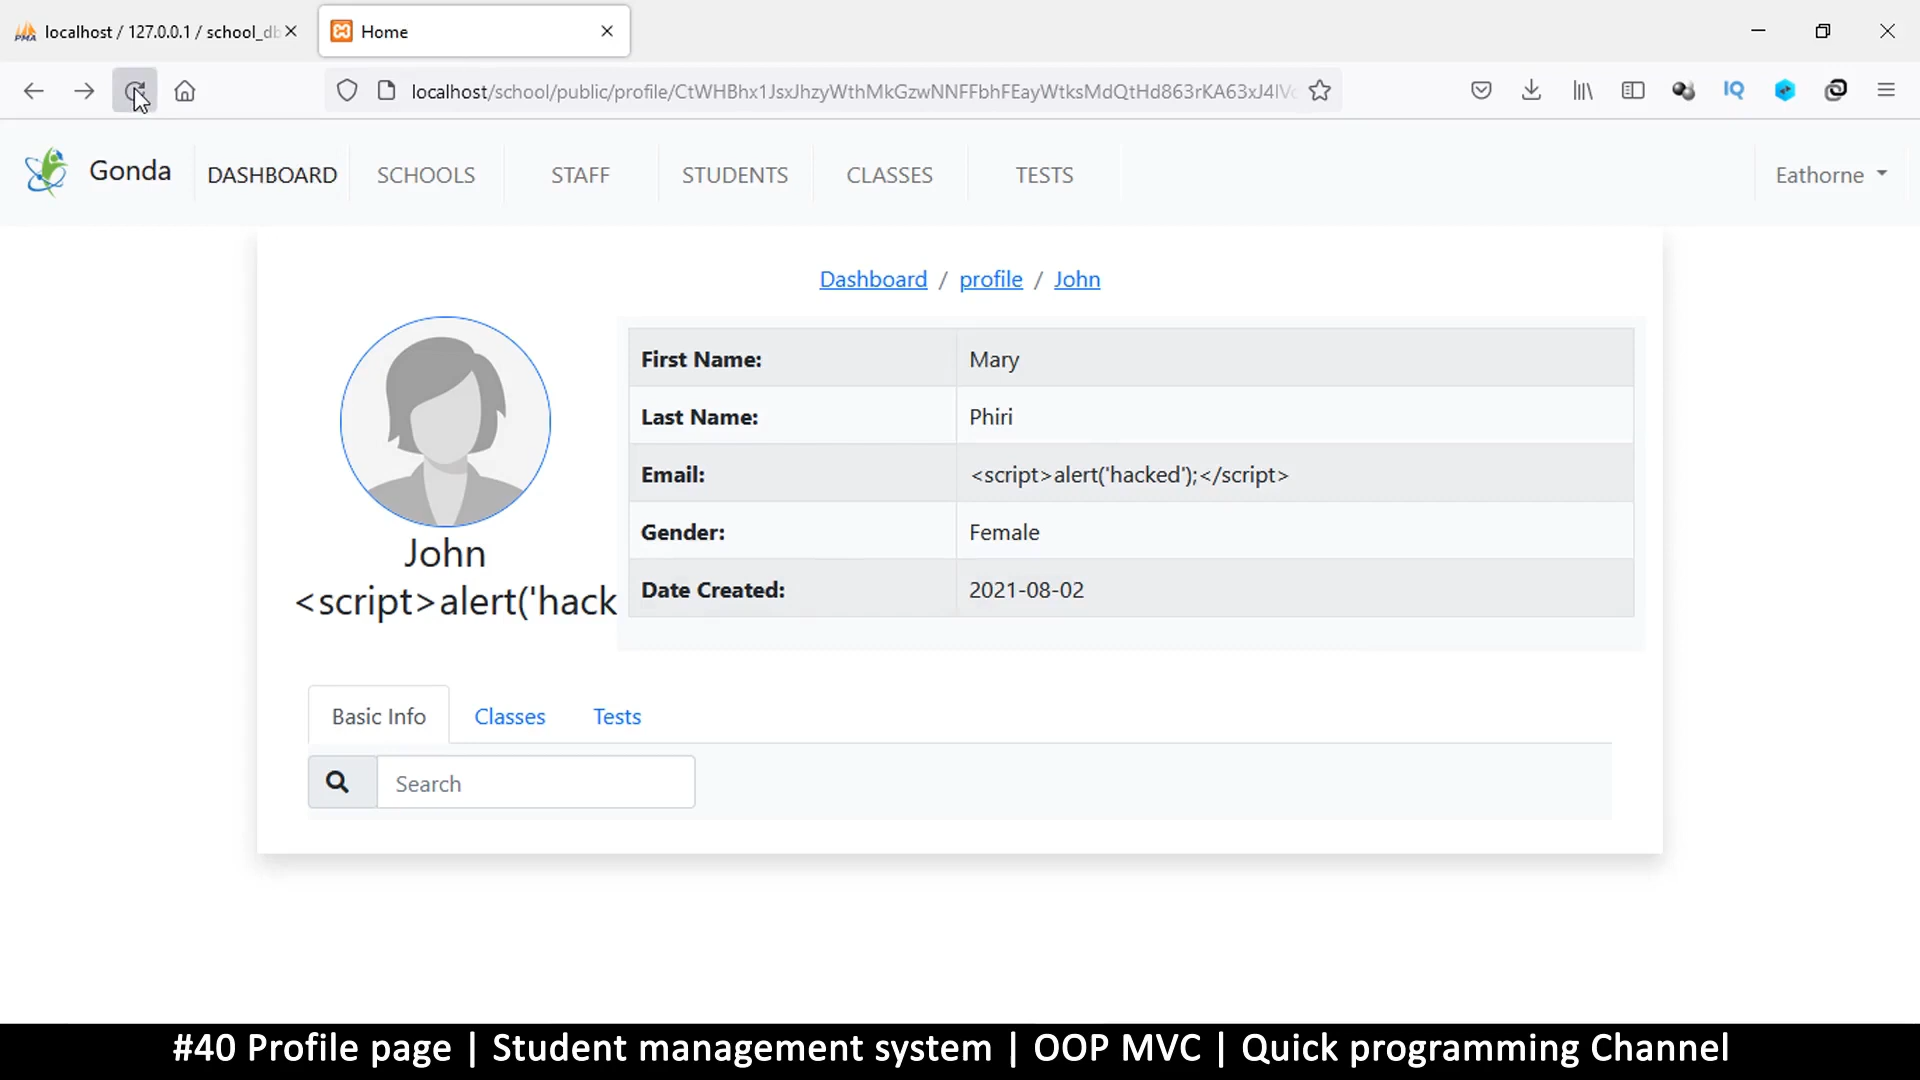 localhost / 127.0.0.1 / school_db
Home
localhost/school/public/profile/CtWHBhx1JsxJhzyWthMkGzwNNFFbhFEayWtksMdQtHd863rKA63xJ4lVc
IQ
Gonda
DASHBOARD
SCHOOLS
STAFF
STUDENTS
CLASSES
TESTS
Eathorne
Dashboard / profile / John
First Name: Mary
Last Name: Phiri
Email: <script>alert('hacked');</script>
Gender: Female
Date Created: 2021-08-02
John
<script>alert('hack
Basic Info
Classes
Tests
Search
#40 Profile page | Student management system | OOP MVC | Quick programming Channel